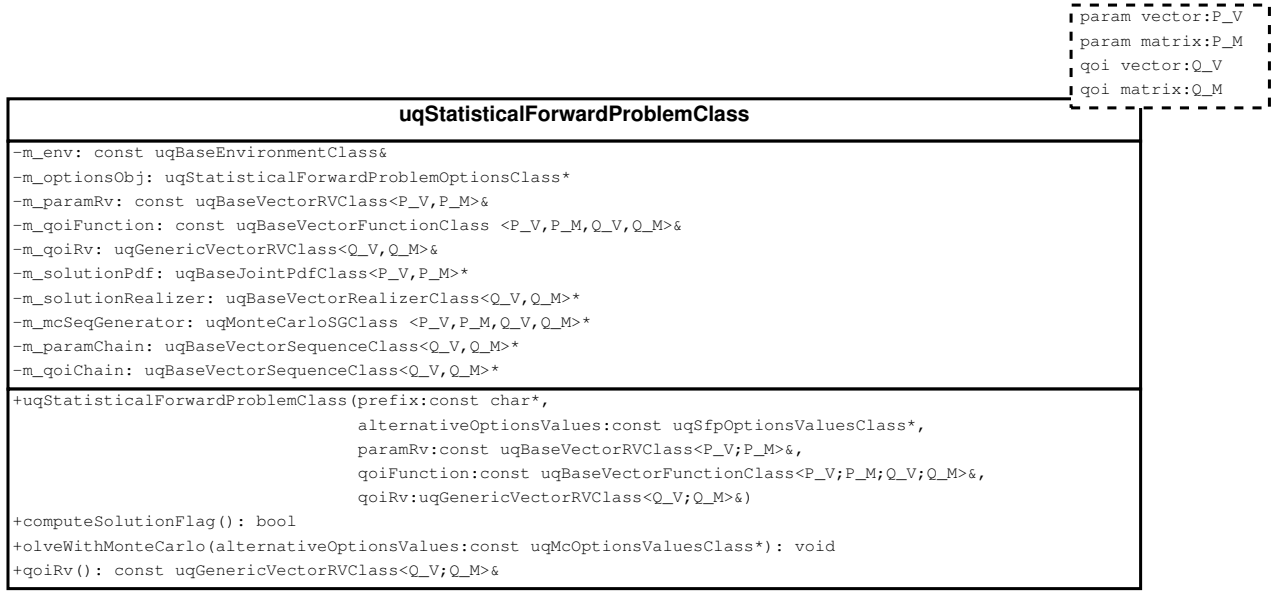 param vector:P_V
param matrix:P_M
qoi vector:Q_V
qoi matrix:Q_M
uqStatisticalForwardProblemClass
-m_env: const uqBaseEnvironmentClass&
-m_optionsObj: uqStatisticalForwardProblemOptionsClass*
-m_paramRv: const uqBaseVectorRVClass<P_V,P_M>&
-m_qoiFunction: const uqBaseVectorFunctionClass <P_V,P_M,Q_V,Q_M>&
-m_qoiRv: uqGenericVectorRVClass<Q_V,Q_M>&
-m_solutionPdf: uqBaseJointPdfClass<P_V,P_M>*
-m_solutionRealizer: uqBaseVectorRealizerClass<Q_V,Q_M>*
-m_mcSeqGenerator: uqMonteCarloSGClass <P_V,P_M,Q_V,Q_M>*
-m_paramChain: uqBaseVectorSequenceClass<Q_V,Q_M>*
-m_qoiChain: uqBaseVectorSequenceClass<Q_V,Q_M>*
+uqStatisticalForwardProblemClass(prefix:const char*,
alternativeOptionsValues:const uqSfpOptionsValuesClass*,
paramRv:const uqBaseVectorRVClass<P_V;P_M>&,
qoiFunction:const uqBaseVectorFunctionClass<P_V;P_M;Q_V;Q_M>&,
qoiRv:uqGenericVectorRVClass<Q_V;Q_M>&)
+computeSolutionFlag(): bool
+olveWithMonteCarlo(alternativeOptionsValues:const uqMcOptionsValuesClass*): void
+qoiRv(): const uqGenericVectorRVClass<Q_V;Q_M>&